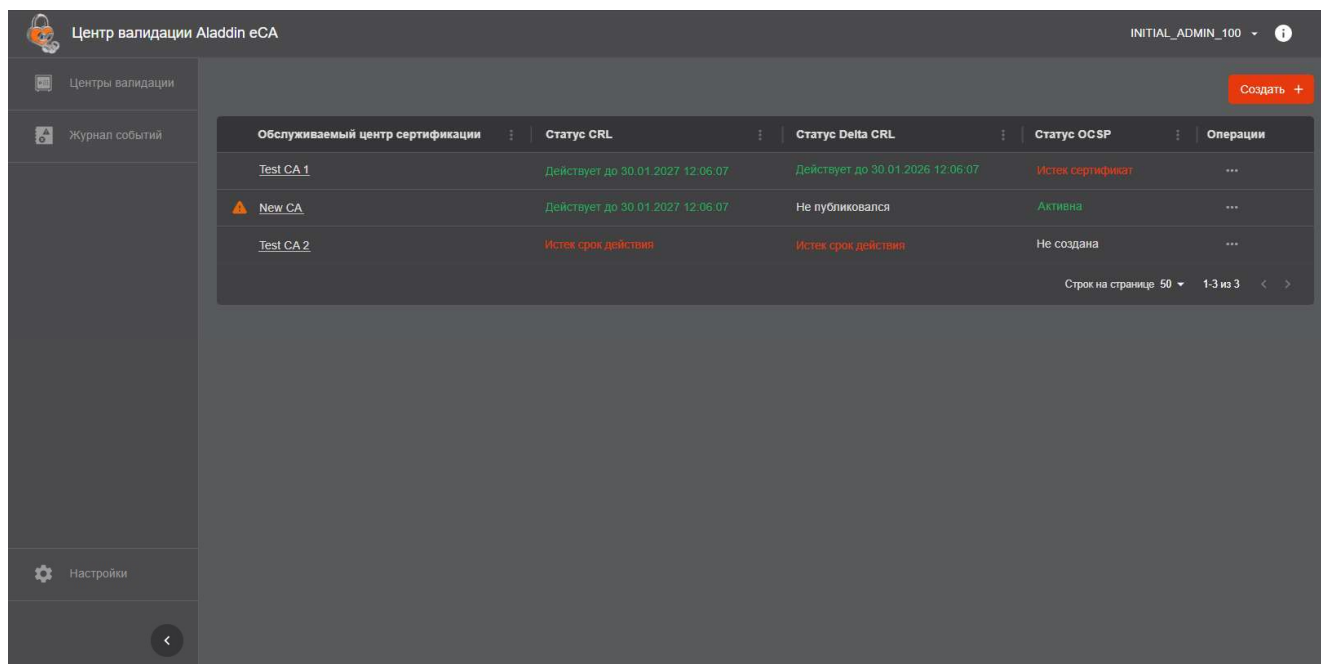 Центр валидации Aladdin eCA
INITIAL_ADMIN_100
Центры валидации
Создать +
Журнал событий
Обслуживаемый центр сертификации Статус CRL Статус Delta CRL Статус OCSP Операции
Test CA 1 Действует до 30.01.2027 12:06:07 Действует до 30.01.2026 12:06:07 Истек сертификат ...
New CA Действует до 30.01.2027 12:06:07 Не публиковался Активна ...
Test CA 2 Истек срок действия Истек срок действия Не создана ...
Строк на странице 50 1-3 из 3 < >
Настройки